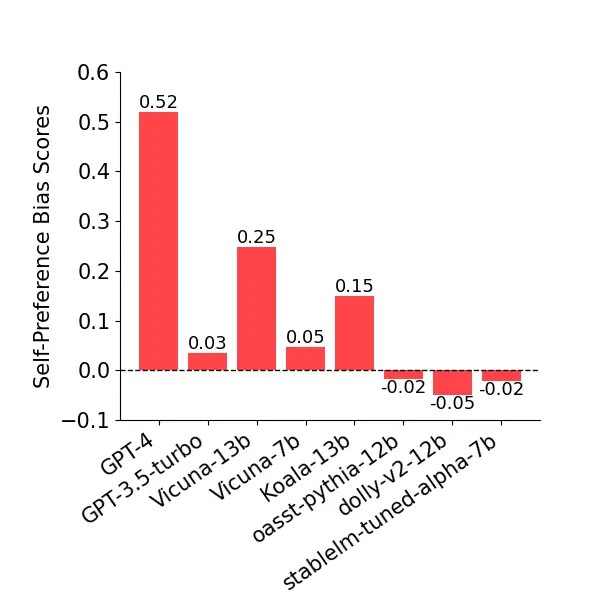 Self-Preference Bias Scores
0.6
0.5
0.4
0.3
0.2
0.1
0.0
−0.1
0.52
0.03
0.25
0.05
0.15
-0.02
-0.05
-0.02
GPT-4
GPT-3.5-turbo
Vicuna-13b
Vicuna-7b
Koala-13b
oasst-pythia-12b
dolly-v2-12b
stablelm-tuned-alpha-7b